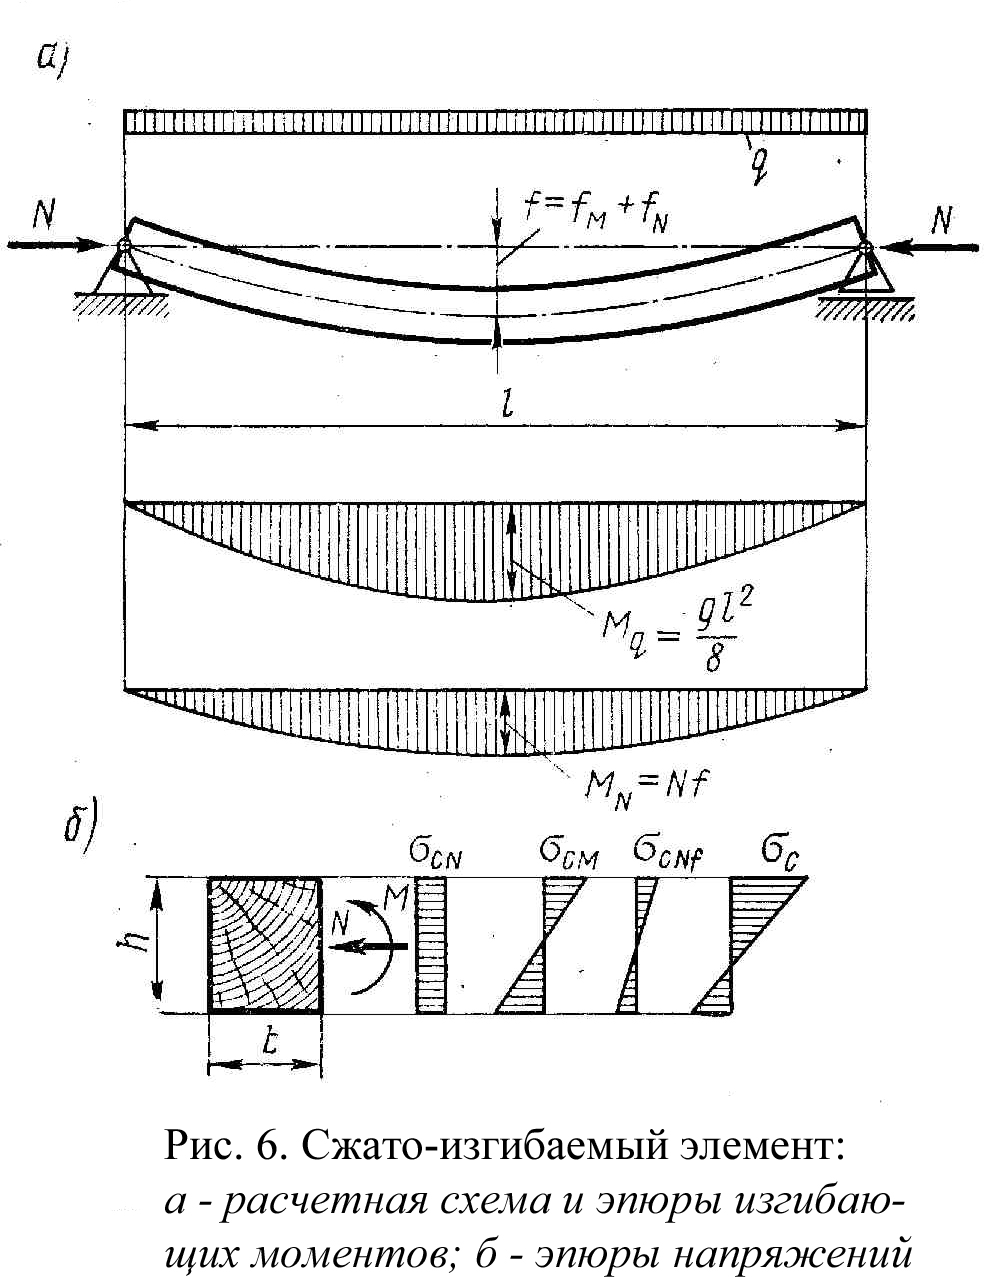 а)
q
f = f_M + f_N
N
N
l
M_q = gl²/8
M_N = Nf
б)
σ_CN σ_CM σ_CNf σ_C
M
N
h
t
Рис. 6. Сжато-изгибаемый элемент:
а - расчетная схема и эпюры изгибаю-
щих моментов; б - эпюры напряжений